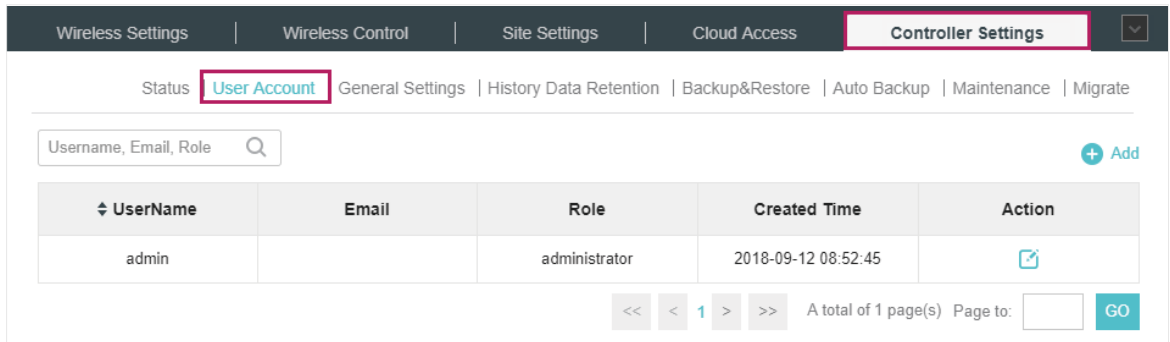 Wireless Settings | Wireless Control | Site Settings | Cloud Access Controller Settings
Status | User Account General Settings | History Data Retention | Backup&Restore | Auto Backup | Maintenance | Migrate
Username, Email, Role
Add
UserName Email Role Created Time Action
admin administrator 2018-09-12 08:52:45
<< < 1 > >> A total of 1 page(s) Page to: GO